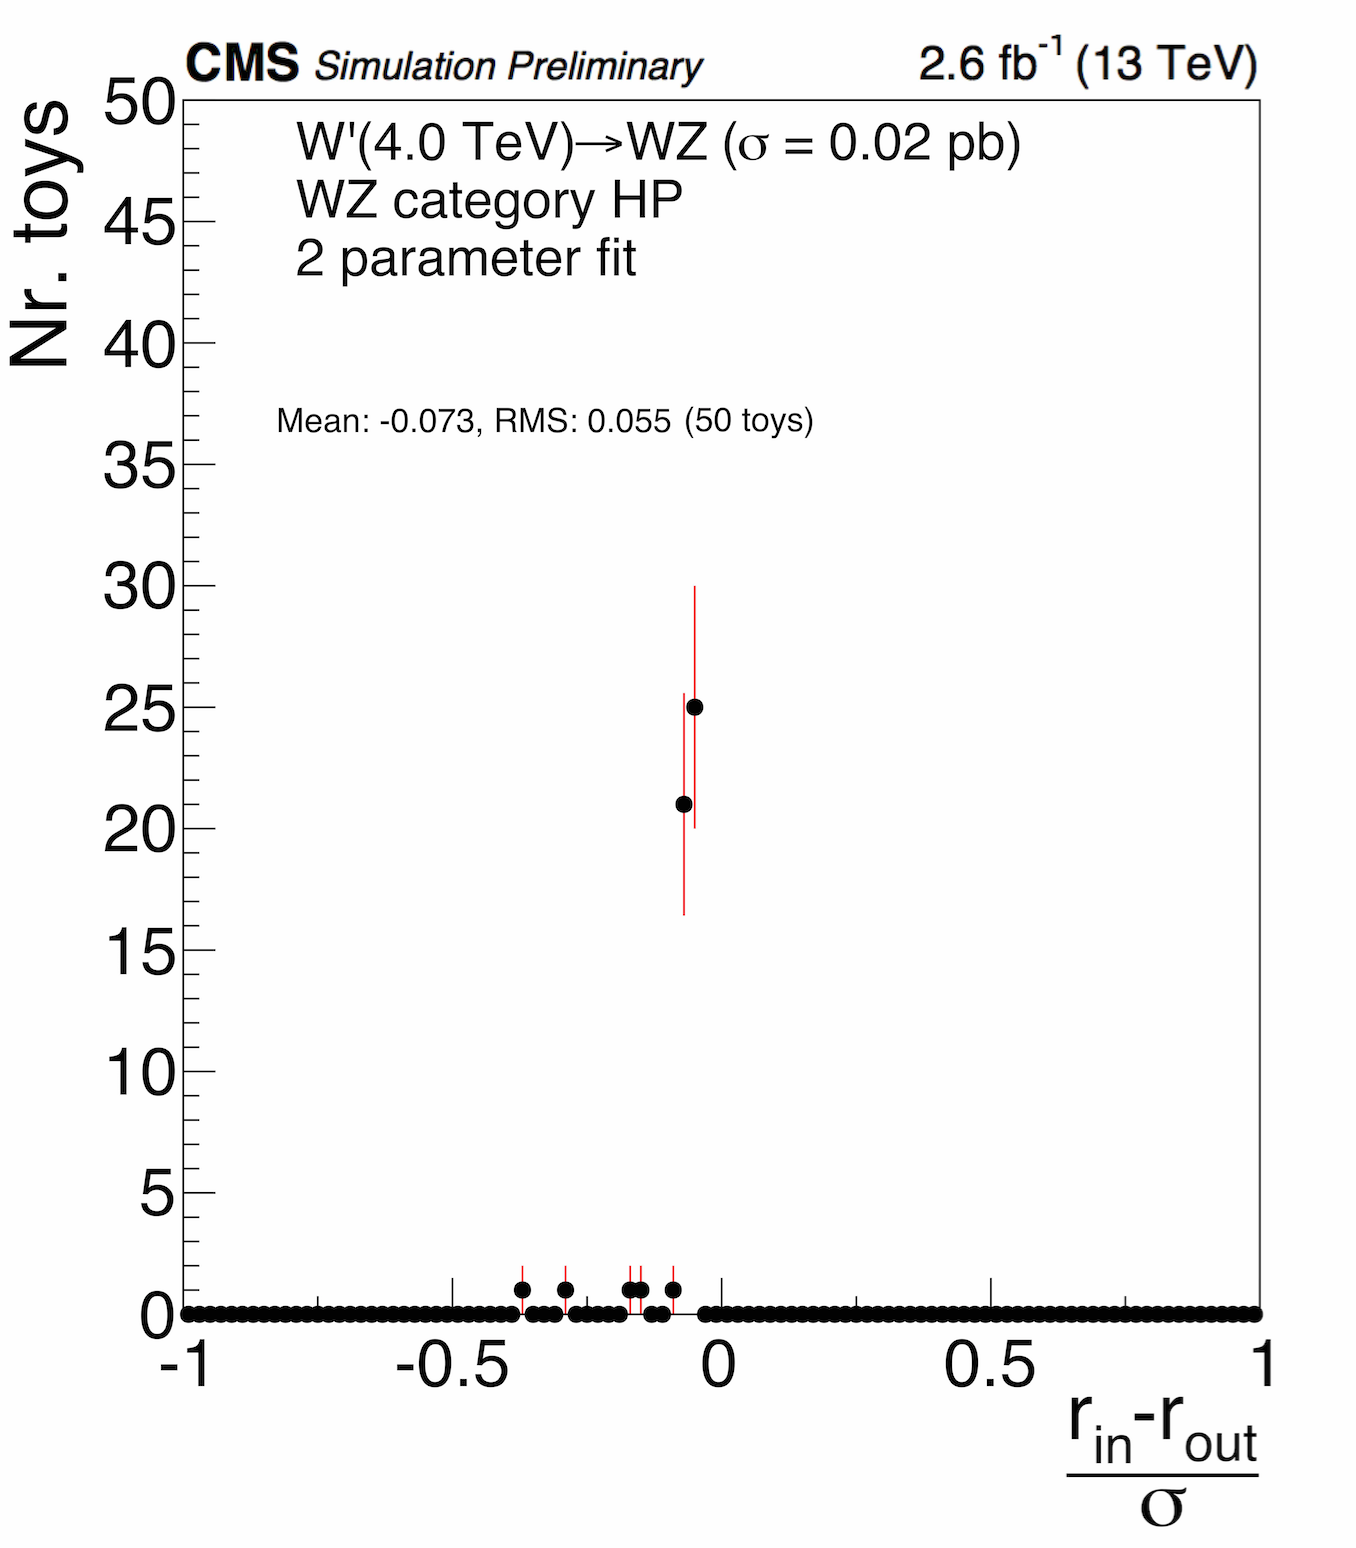 CMS Simulation Preliminary 2.6 fb⁻¹ (13 TeV)
Nr. toys
W'(4.0 TeV)→WZ (σ = 0.02 pb)
WZ category HP
2 parameter fit
Mean: -0.073, RMS: 0.055 (50 toys)
50
45
40
35
30
25
20
15
10
5
0
-1 -0.5 0 0.5 1
r_in-r_out
σ